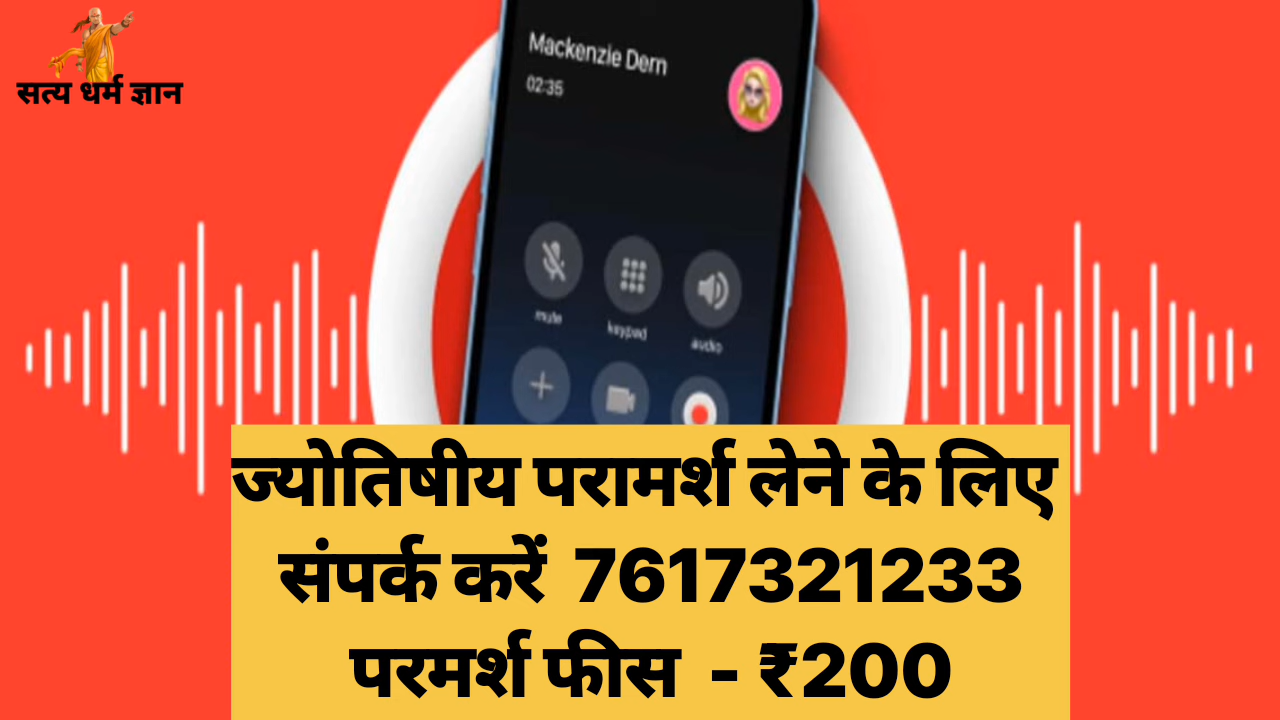 सत्य धर्म ज्ञान
Mackenzie Dern
02:35
mute
keypad
audio
ज्योतिषीय परामर्श लेने के लिए
संपर्क करें 7617321233
परमर्श फीस - ₹200